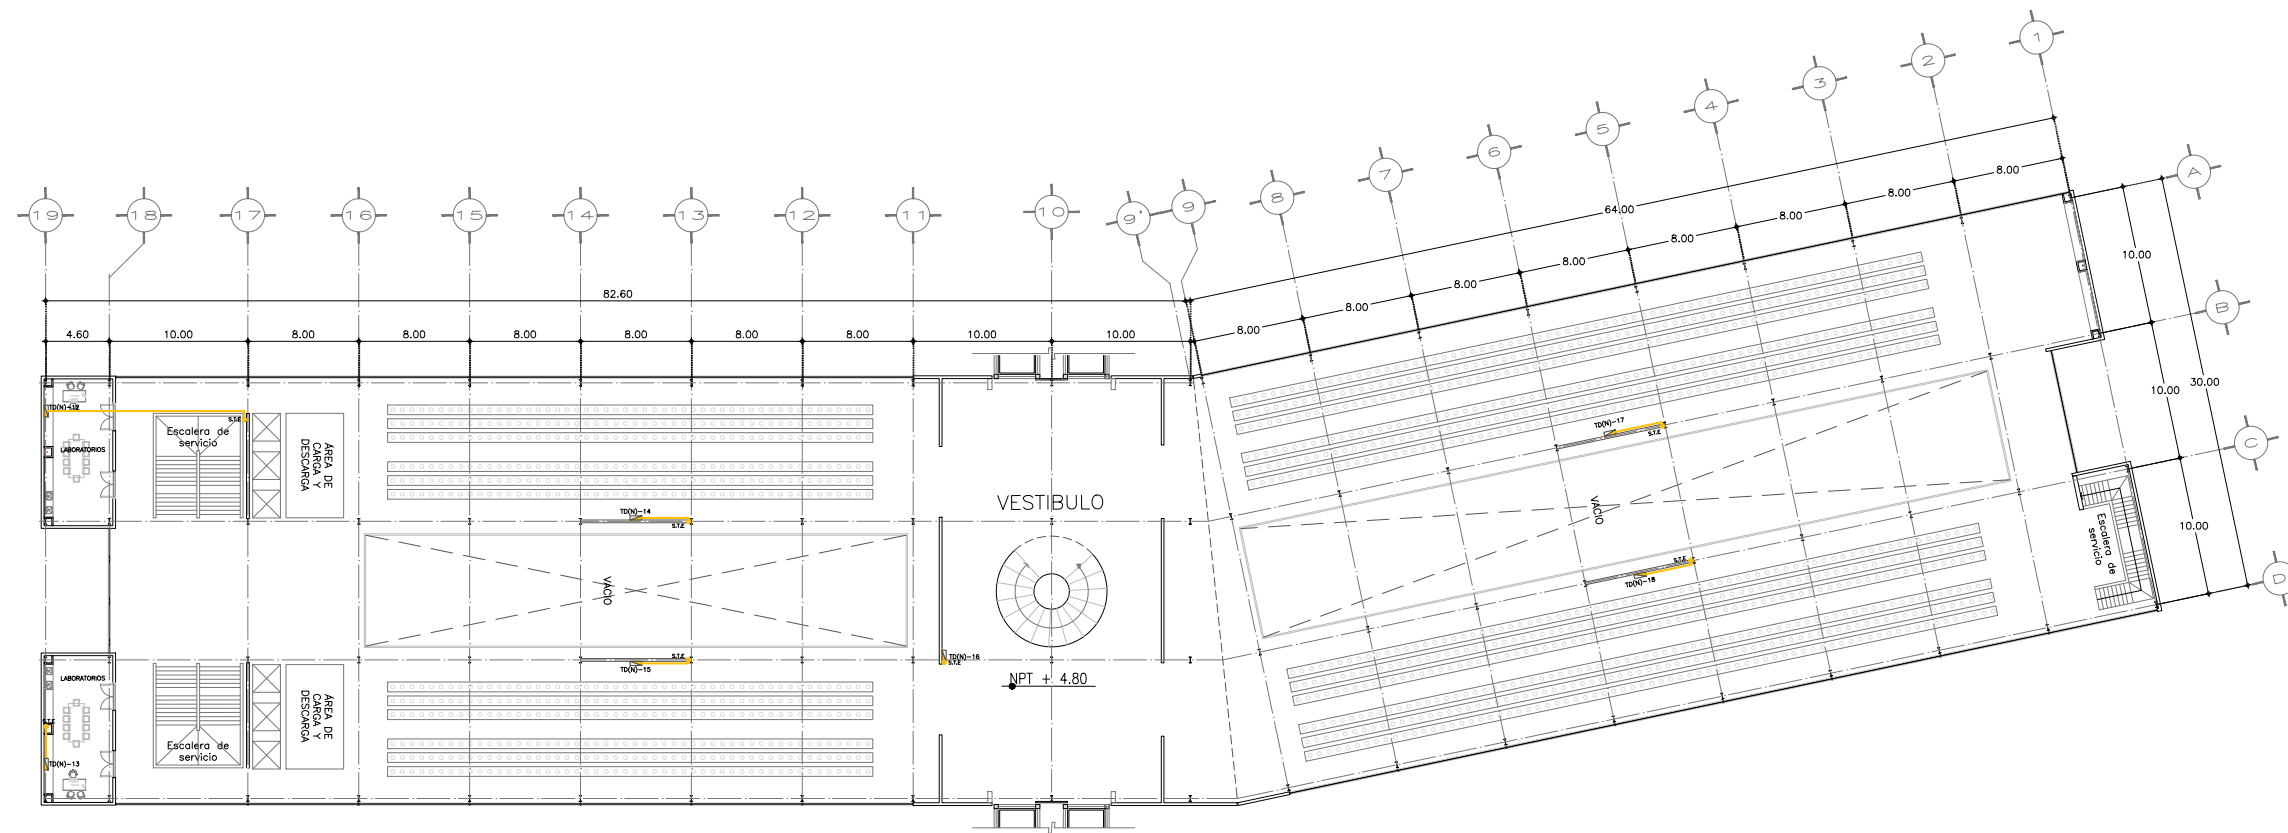 1
2
3
4
5
6
7
8
9
9'
10
11
12
13
14
15
16
17
18
19
A
B
C
D
64.00
8.00
8.00
8.00
8.00
8.00
8.00
8.00
8.00
10.00
10.00
10.00
30.00
82.60
4.60
10.00
8.00
8.00
8.00
8.00
8.00
8.00
10.00
10.00
S.T.E
Escalera de
servicio
LABORATORIOS
ÁREA DE
CARGA Y
DESCARGA
TD(N)-14
S.T.E
VACIO
S.T.E
TD(N)-15
VESTIBULO
TD(N)-16
S.T.E
NPT + 4.80
LABORATORIOS
S.T.E
TD(N)-13
Escalera de
servicio
ÁREA DE
CARGA Y
DESCARGA
TD(N)-17
S.T.E
VACIO
S.T.E
TD(N)-18
Escalera de
servicio